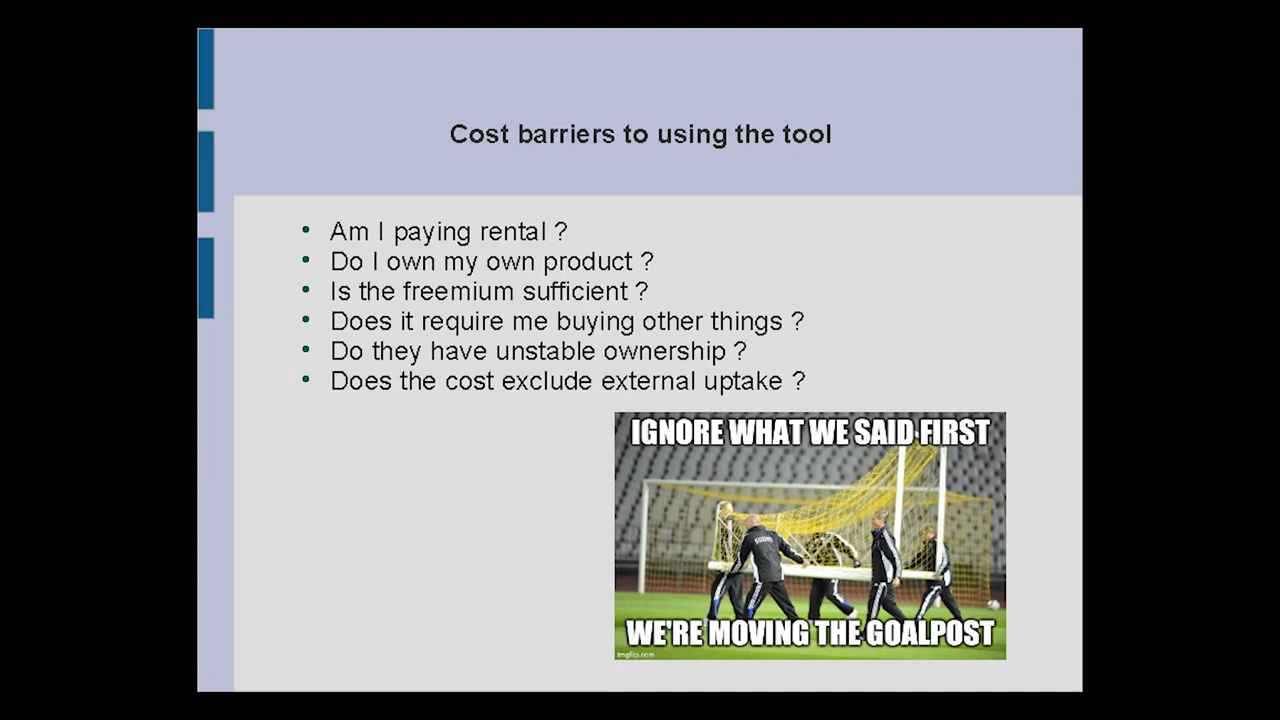 Cost barriers to using the tool
Am I paying rental ?
Do I own my own product ?
Is the freemium sufficient ?
Does it require me buying other things ?
Do they have unstable ownership ?
Does the cost exclude external uptake ?
IGNORE WHAT WE SAID FIRST
SUOMI
WE'RE MOVING THE GOALPOST
imgflip.com